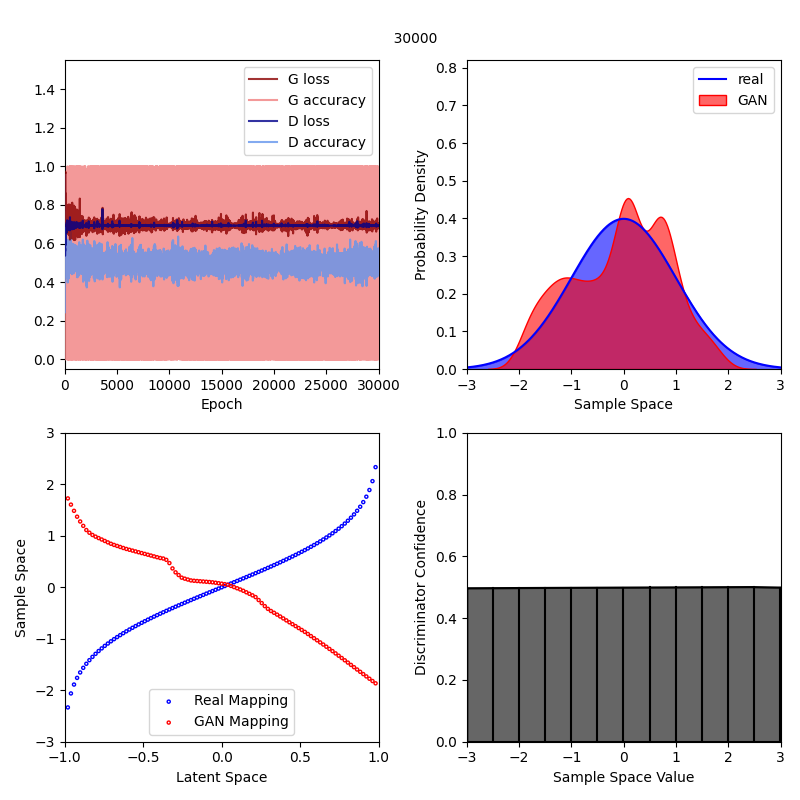 30000
1.4
1.2
1.0
0.8
0.6
0.4
0.2
0.0
0 5000 10000 15000 20000 25000 30000
Epoch
G loss
G accuracy
D loss
D accuracy
Probability Density
0.8
0.7
0.6
0.5
0.4
0.3
0.2
0.1
0.0
−3 −2 −1 0 1 2 3
Sample Space
real
GAN
Sample Space
3
2
1
0
−1
−2
−3
−1.0 −0.5 0.0 0.5 1.0
Latent Space
Real Mapping
GAN Mapping
Discriminator Confidence
1.0
0.8
0.6
0.4
0.2
0.0
−3 −2 −1 0 1 2 3
Sample Space Value